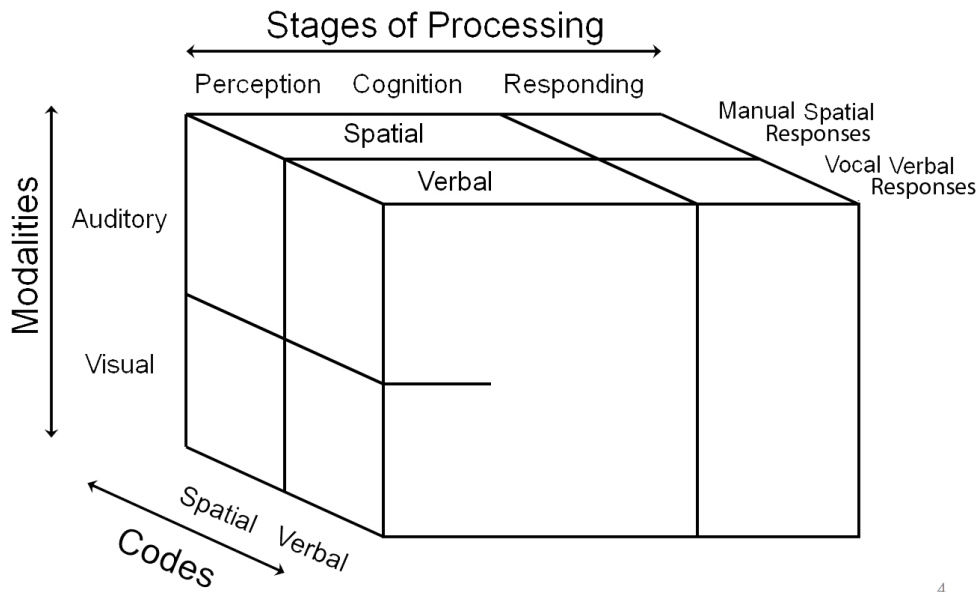 Stages of Processing
Perception Cognition Responding
Manual Spatial
Responses
Vocal Verbal
Responses
Spatial
Verbal
Modalities
Auditory
Visual
Spatial Verbal
Codes
4